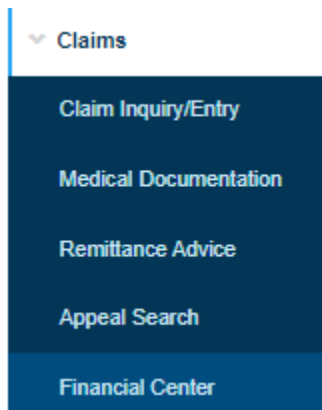 Claims
Claim Inquiry/Entry
Medical Documentation
Remittance Advice
Appeal Search
Financial Center